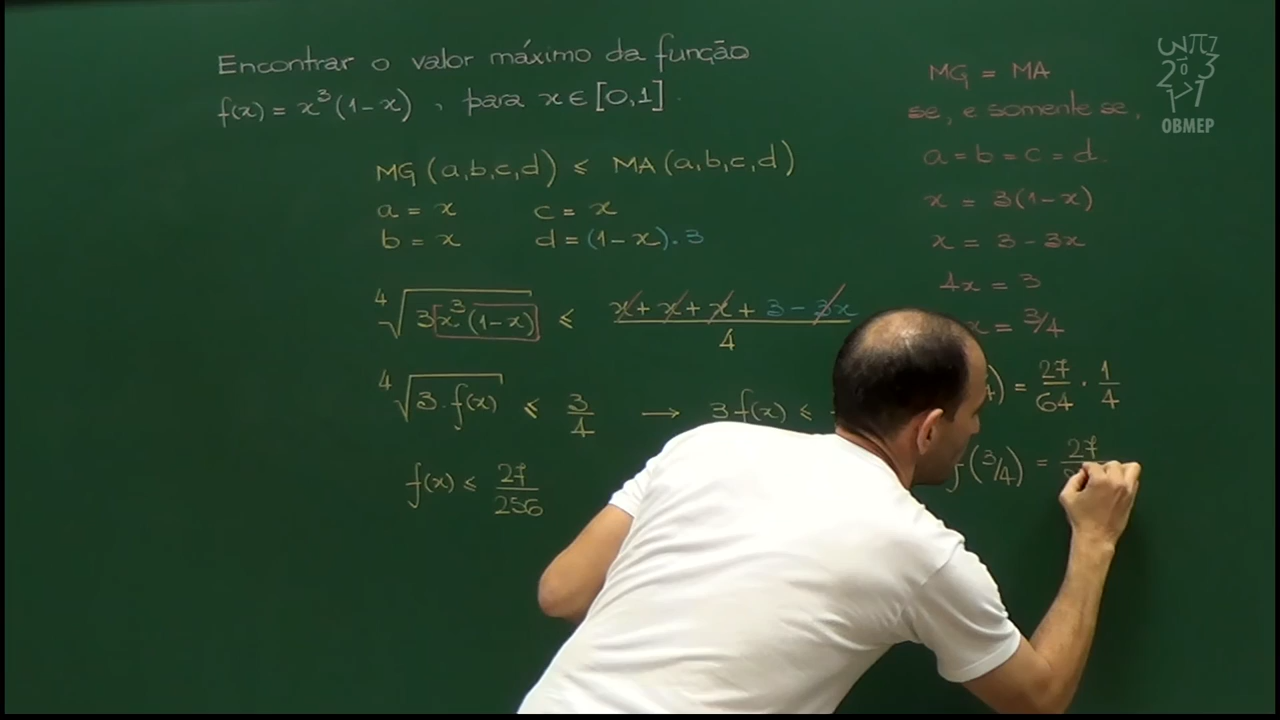 Encontrar o valor máximo da função
f(x) = x³(1-x) , para x ∈ [0,1].
MG(a,b,c,d) ≤ MA(a,b,c,d)
a = x c = x
b = x d = (1-x).3
⁴√3x³(1-x) ≤ x+x+x+3-3x/4
⁴√3.f(x) ≤ 3/4 → 3f(x) ≤
f(x) ≤ 27/256
MG = MA
se, e somente se,
a = b = c = d.
x = 3(1-x)
x = 3 - 3x
4x = 3
x = 3/4
) = 27/64 . 1/4
f(3/4) = 27
OBMEP